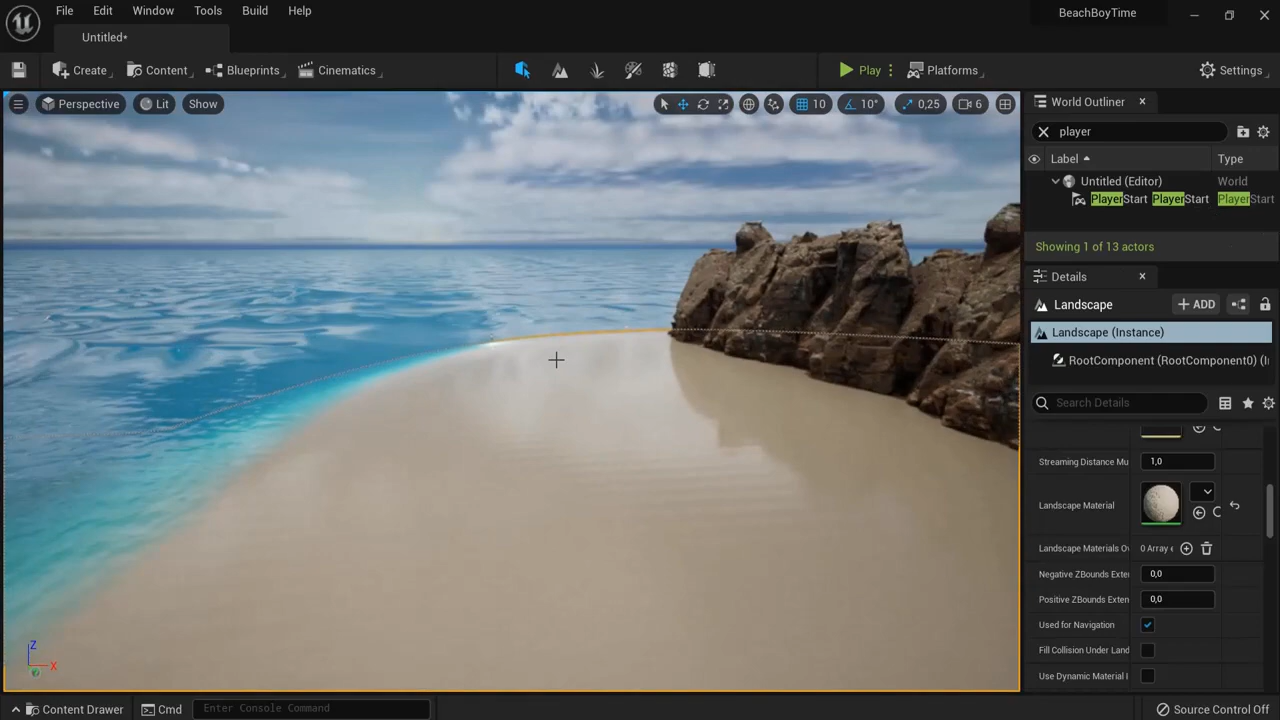 File Edit Window Tools Build Help
BeachBoyTime
Untitled*
Create Content Blueprints Cinematics Play Platforms Settings
Perspective Lit Show 10 10° 0,25 6
World Outliner
player
Label Type
Untitled (Editor) World
PlayerStart PlayerStart PlayerStart
Showing 1 of 13 actors
Details
Landscape ADD
Landscape (Instance)
RootComponent (RootComponent0) (I
Search Details
Streaming Distance Mu 1,0
Landscape Material
Landscape Materials Ov 0 Array
Negative ZBounds Exter 0,0
Positive ZBounds Extens 0,0
Used for Navigation
Fill Collision Under Land
Use Dynamic Material I
Z
X
Content Drawer Cmd Enter Console Command Source Control Off